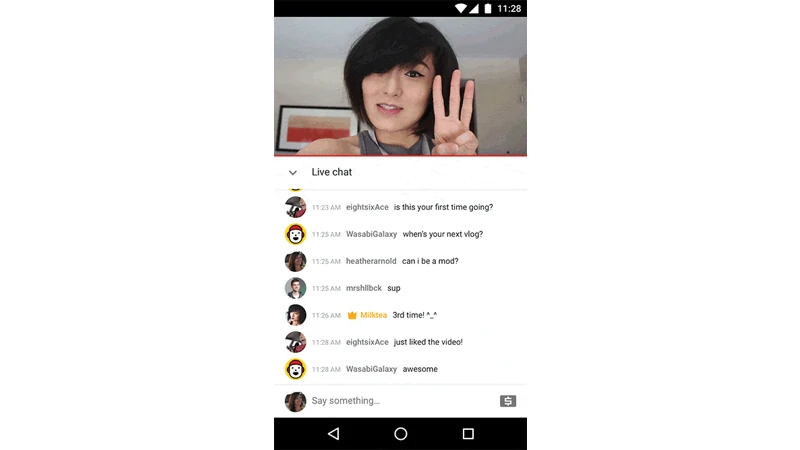 11:28
Live chat
11:23 AM eightsixAce is this your first time going?
11:25 AM WasabiGalaxy when's your next vlog?
11:25 AM heatherarnold can i be a mod?
11:25 AM mrshllbck sup
11:26 AM Milktea 3rd time! ^_^
11:28 AM eightsixAce just liked the video!
11:28 AM WasabiGalaxy awesome
Say something...
$